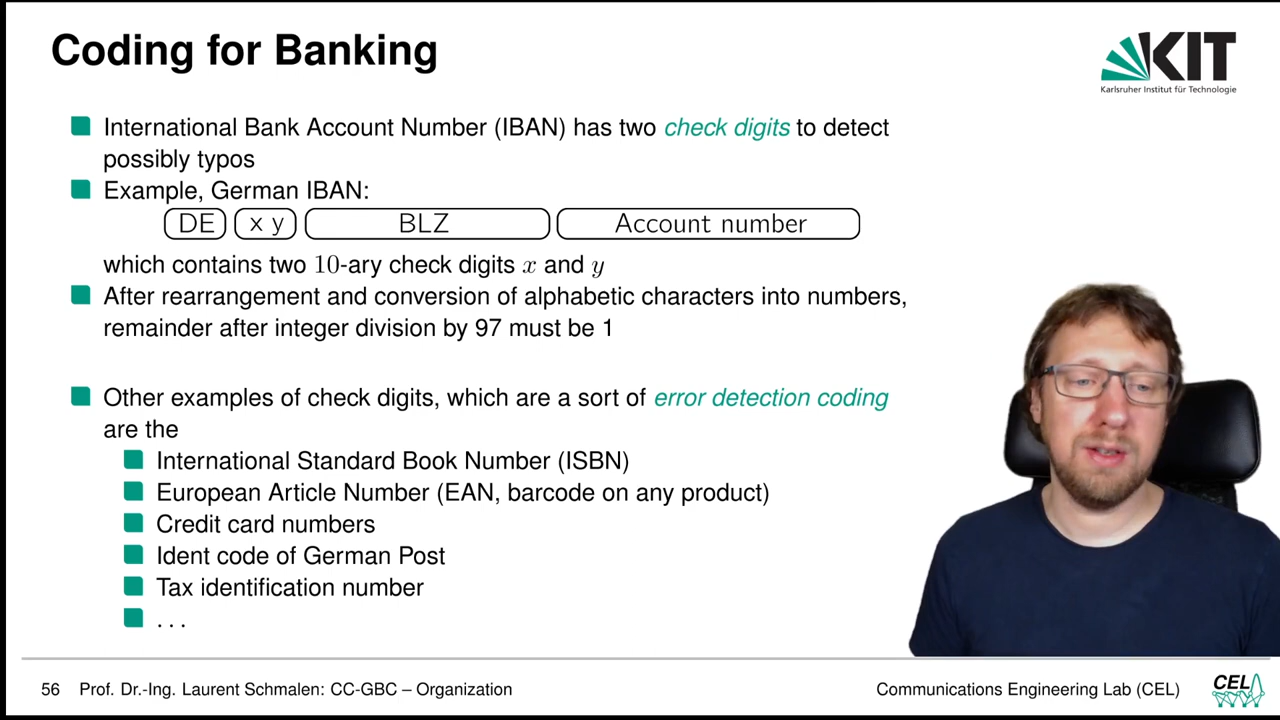 Coding for Banking
KIT
Karlsruher Institut für Technologie
International Bank Account Number (IBAN) has two check digits to detect
possibly typos
Example, German IBAN:
DE x y BLZ Account number
which contains two 10-ary check digits x and y
After rearrangement and conversion of alphabetic characters into numbers,
remainder after integer division by 97 must be 1
Other examples of check digits, which are a sort of error detection coding
are the
International Standard Book Number (ISBN)
European Article Number (EAN, barcode on any product)
Credit card numbers
Ident code of German Post
Tax identification number
. . .
56 Prof. Dr.-Ing. Laurent Schmalen: CC-GBC – Organization
Communications Engineering Lab (CEL)
CEL